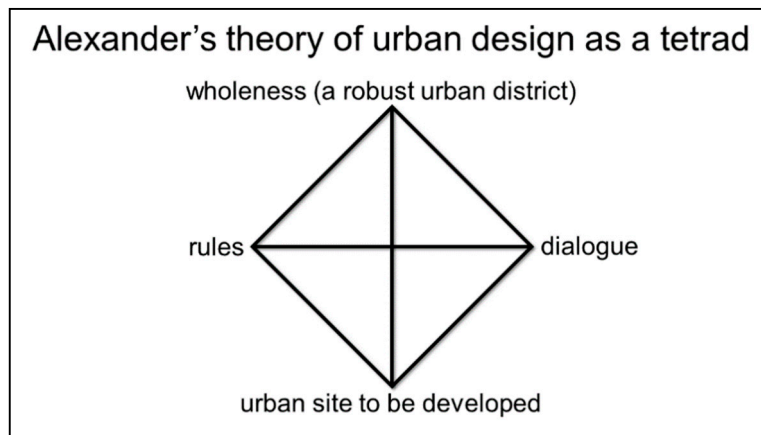 Alexander’s theory of urban design as a tetrad
wholeness (a robust urban district)
rules
dialogue
urban site to be developed